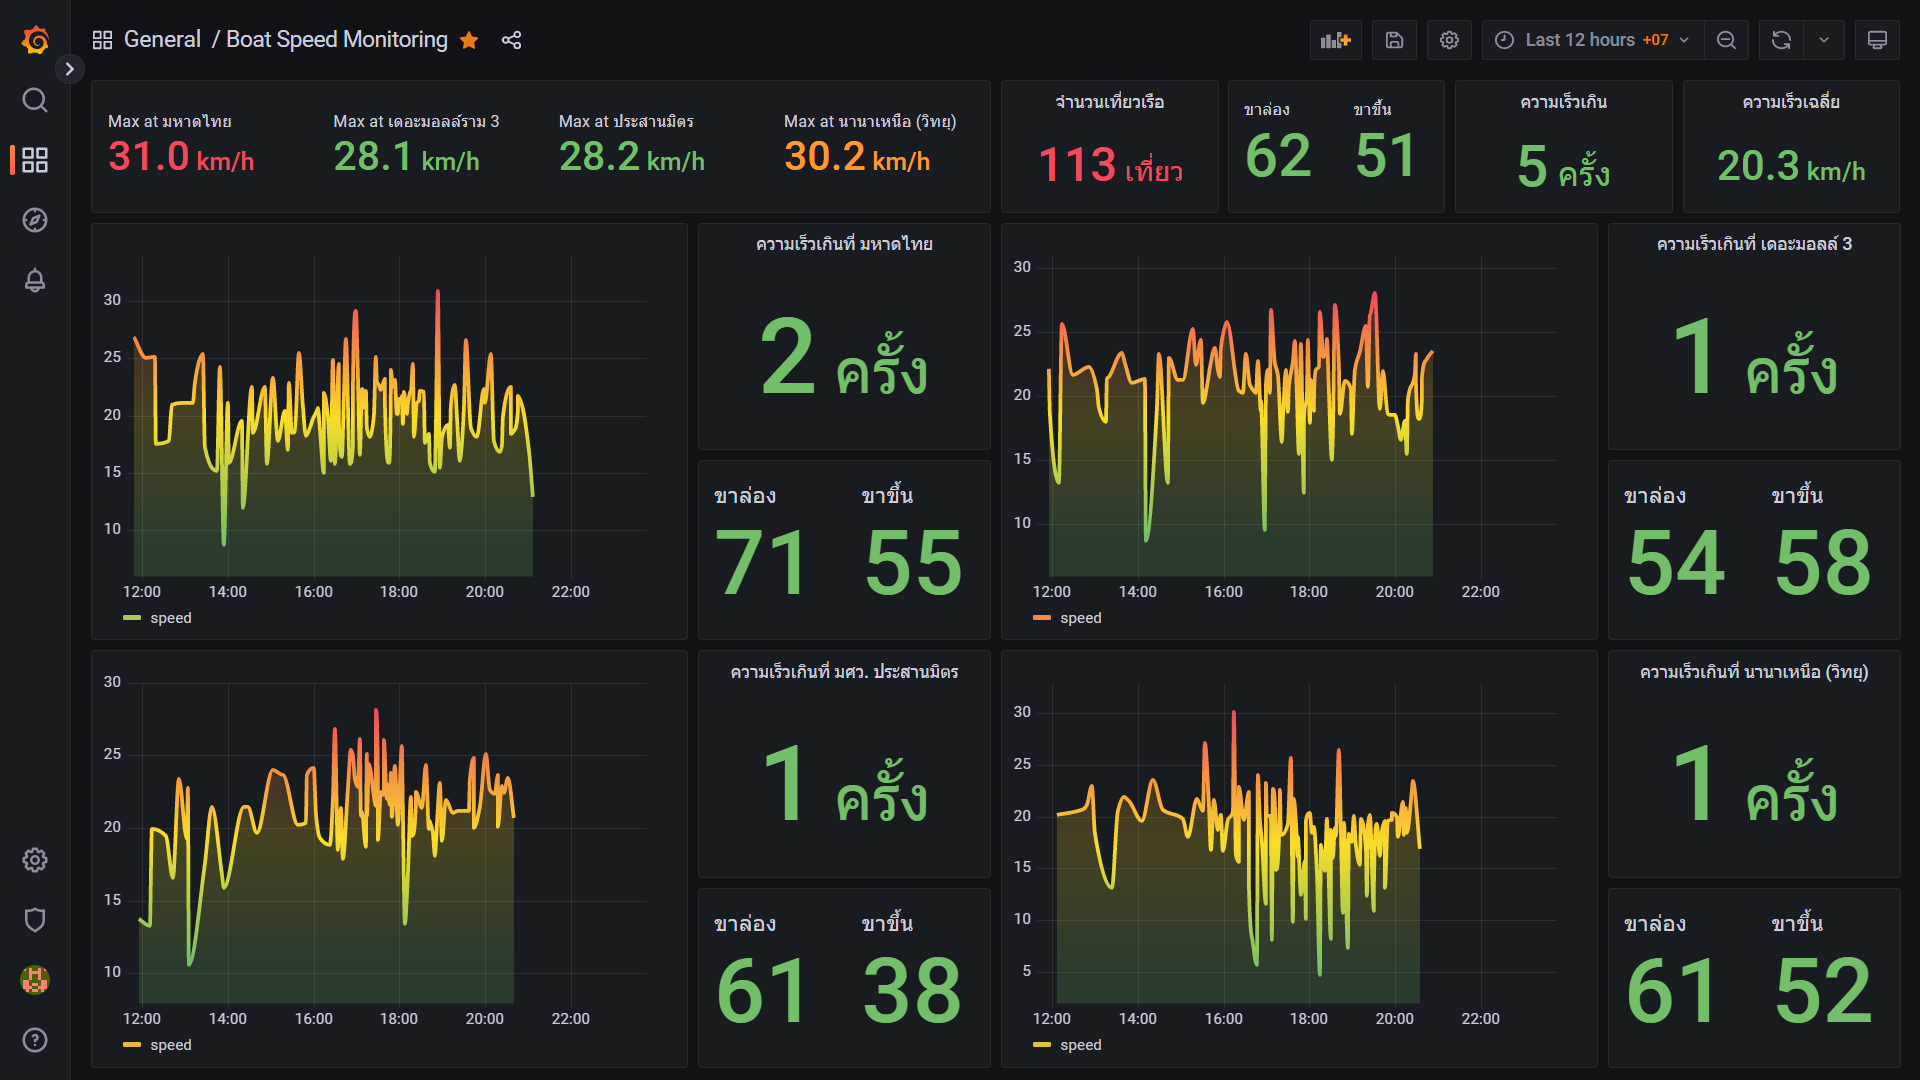 General / Boat Speed Monitoring
Last 12 hours +07
Max at มหาดไทย
31.0 km/h
Max at เดอะมอลล์ราม 3
28.1 km/h
Max at ประสานมิตร
28.2 km/h
Max at นานาเหนือ (วิทยุ)
30.2 km/h
จำนวนเที่ยวเรือ
113 เที่ยว
ขาล่อง
62
ขาขึ้น
51
ความเร็วเกิน
5 ครั้ง
ความเร็วเฉลี่ย
20.3 km/h
30
25
20
15
10
12:00 14:00 16:00 18:00 20:00 22:00
speed
ความเร็วเกินที่ มหาดไทย
2 ครั้ง
ขาล่อง
71
ขาขึ้น
55
30
25
20
15
10
12:00 14:00 16:00 18:00 20:00 22:00
speed
ความเร็วเกินที่ เดอะมอลล์ 3
1 ครั้ง
ขาล่อง
54
ขาขึ้น
58
30
25
20
15
10
12:00 14:00 16:00 18:00 20:00 22:00
speed
ความเร็วเกินที่ มศว. ประสานมิตร
1 ครั้ง
ขาล่อง
61
ขาขึ้น
38
30
25
20
15
10
5
12:00 14:00 16:00 18:00 20:00 22:00
speed
ความเร็วเกินที่ นานาเหนือ (วิทยุ)
1 ครั้ง
ขาล่อง
61
ขาขึ้น
52